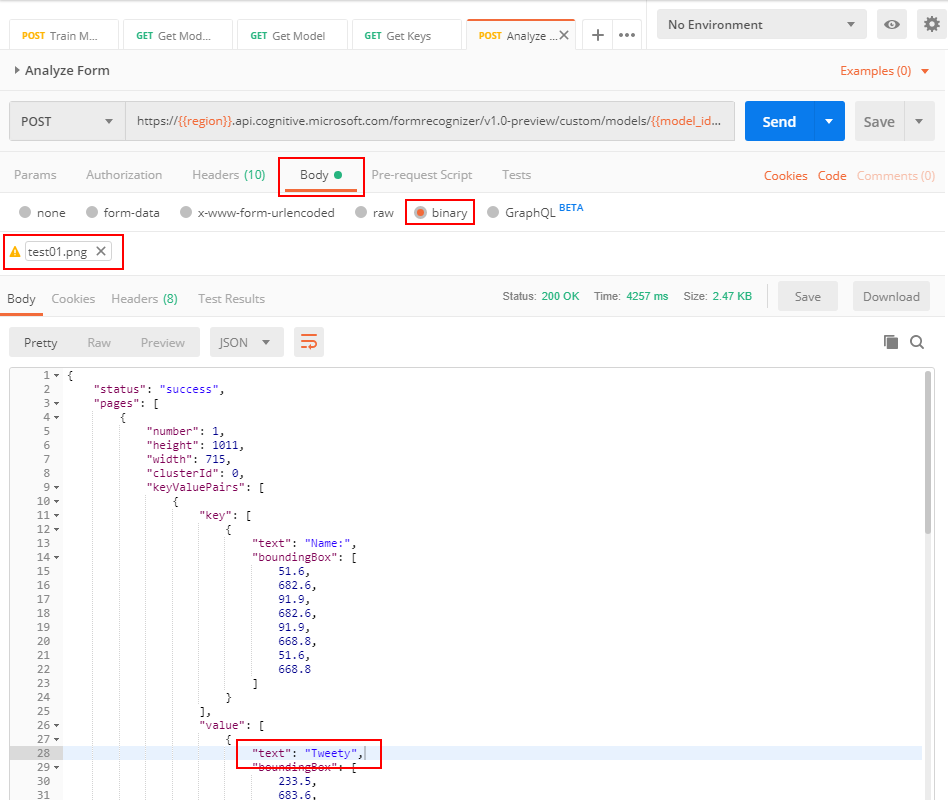 POST Train M... GET Get Mod... GET Get Model GET Get Keys POST Analyze ... No Environment
Analyze Form Examples (0)
POST https://{{region}}.api.cognitive.microsoft.com/formrecognizer/v1.0-preview/custom/models/{{model_id... Send Save
Params Authorization Headers (10) Body Pre-request Script Tests Cookies Code Comments (0)
none form-data x-www-form-urlencoded raw binary GraphQL BETA
test01.png
Body Cookies Headers (8) Test Results Status: 200 OK Time: 4257 ms Size: 2.47 KB Save Download
Pretty Raw Preview JSON
1 {
2 "status": "success",
3 "pages": [
4 {
5 "number": 1,
6 "height": 1011,
7 "width": 715,
8 "clusterId": 0,
9 "keyValuePairs": [
10 {
11 "key": [
12 {
13 "text": "Name:",
14 "boundingBox": [
15 51.6,
16 682.6,
17 91.9,
18 682.6,
19 91.9,
20 668.8,
21 51.6,
22 668.8
23 ]
24 }
25 ],
26 "value": [
27 {
28 "text": "Tweety",
29 "boundingBox": [
30 233.5,
31 683.6,